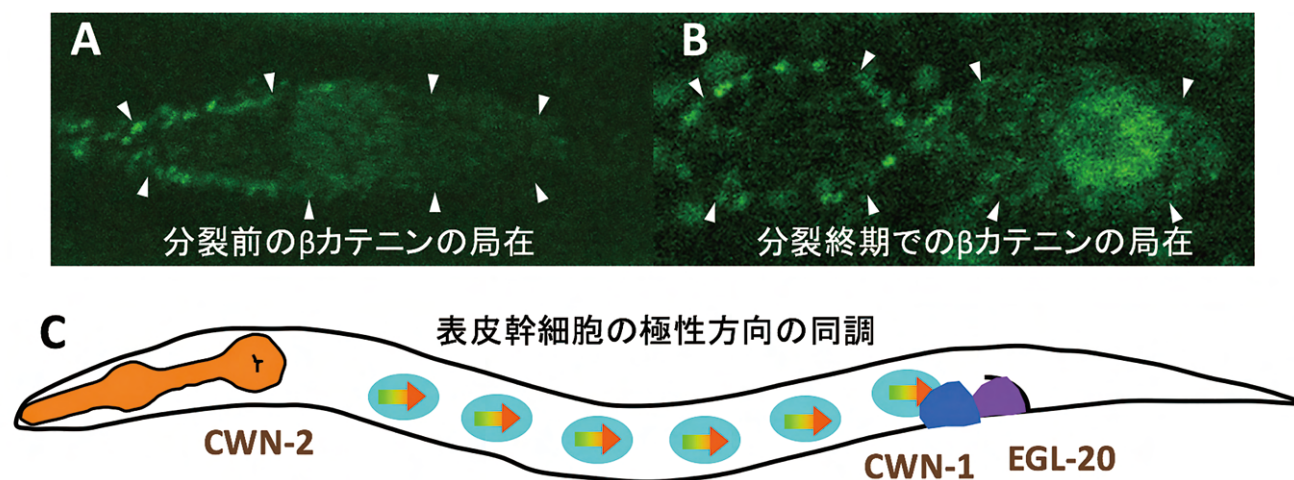 A
B
分裂前のβカテニンの局在
分裂終期でのβカテニンの局在
C
表皮幹細胞の極性方向の同調
CWN-2
CWN-1
EGL-20